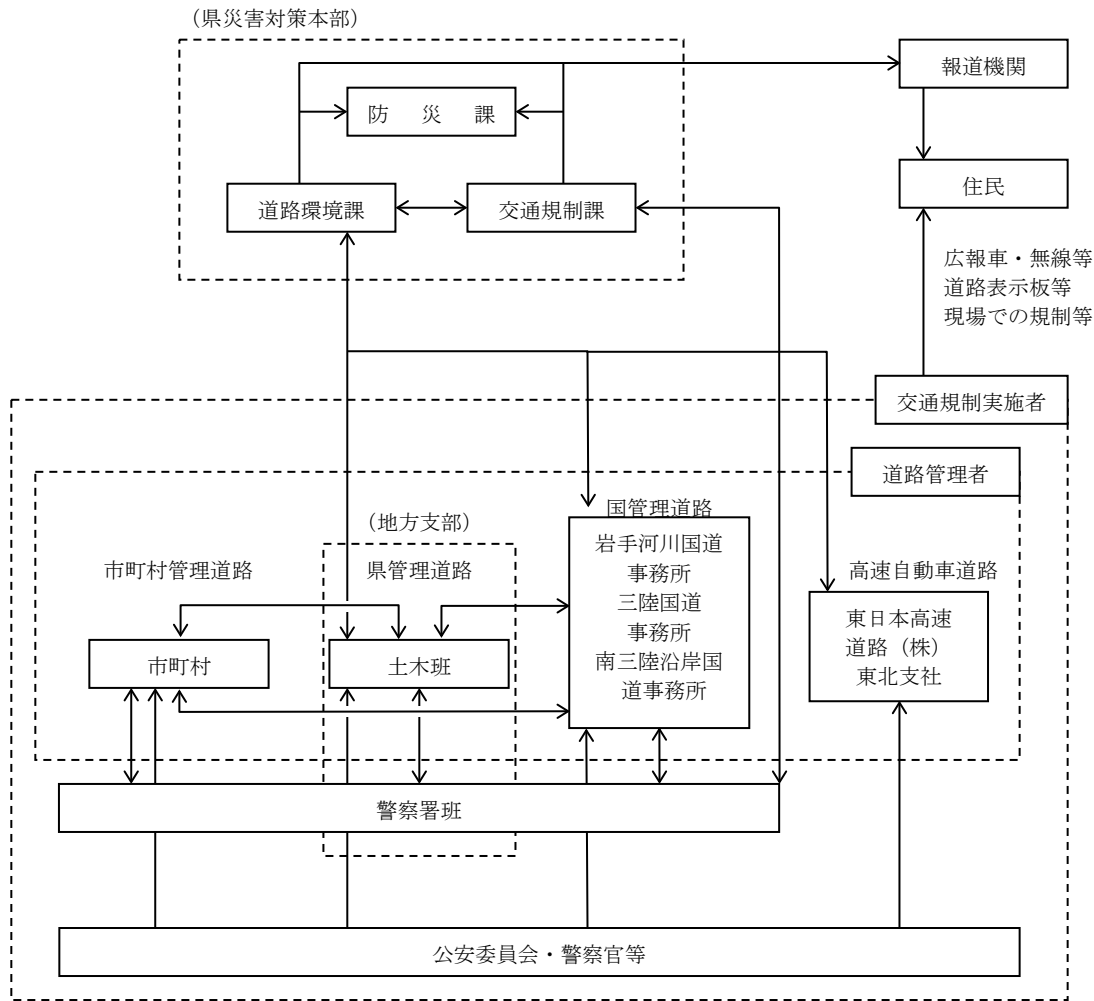 （県災害対策本部）
報道機関
防　災　課
住民
道路環境課
交通規制課
広報車・無線等
道路表示板等
現場での規制等
交通規制実施者
道路管理者
国管理道路
（地方支部）
市町村管理道路
県管理道路
高速自動車道路
岩手河川国道
事務所
三陸国道
事務所
南三陸沿岸国
道事務所
東日本高速
道路（株）
東北支社
市町村
土木班
警察署班
公安委員会・警察官等